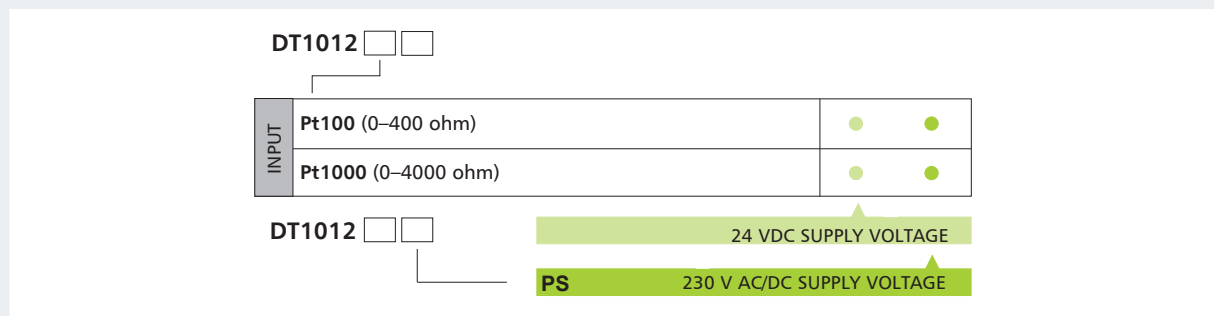 DT1012
INPUT
Pt100 (0–400 ohm)
Pt1000 (0–4000 ohm)
DT1012
24 VDC SUPPLY VOLTAGE
PS 230 V AC/DC SUPPLY VOLTAGE